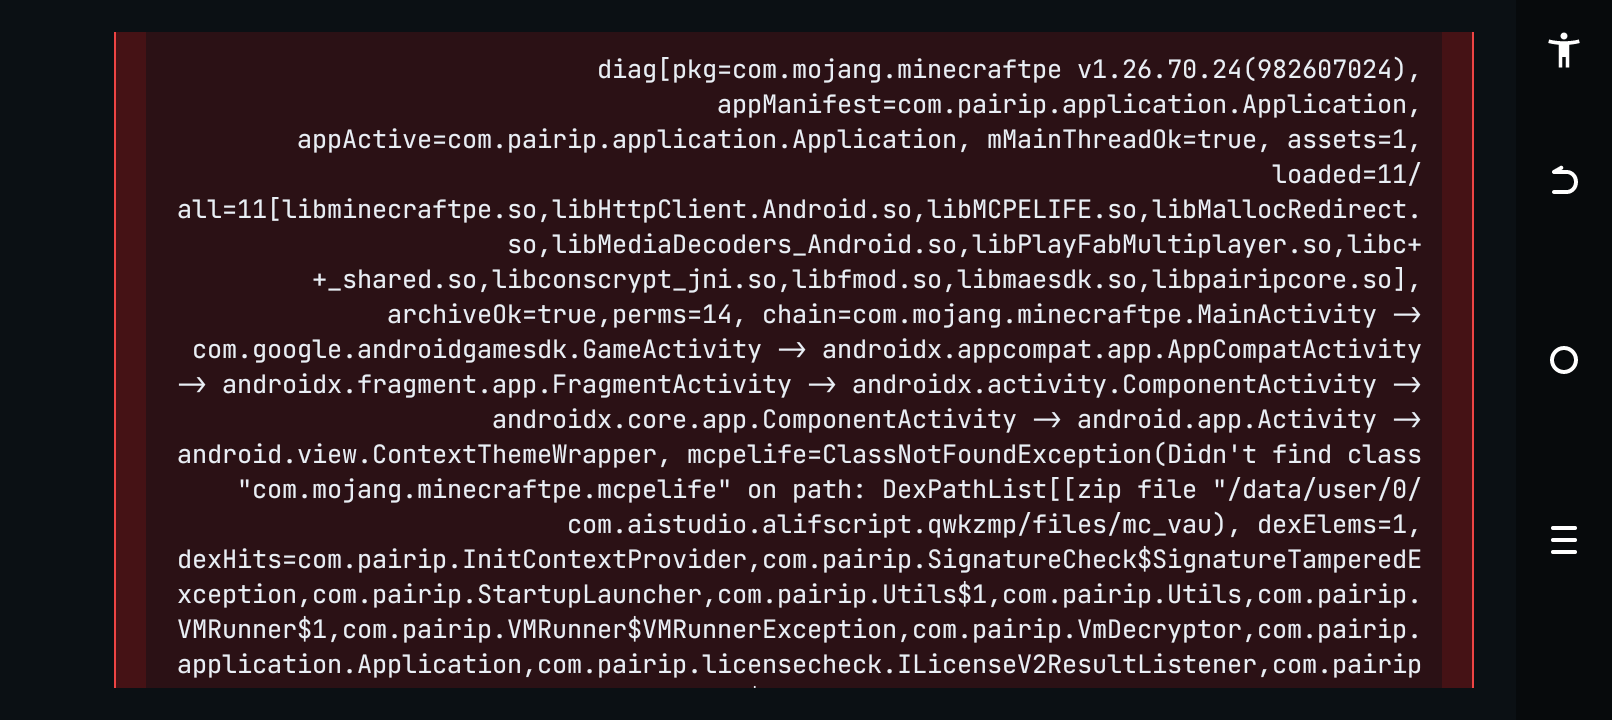 diag[pkg=com.mojang.minecraftpe v1.26.70.24(982607024),
appManifest=com.pairip.application.Application,
appActive=com.pairip.application.Application, mMainThreadOk=true, assets=1,
loaded=11/
all=11[libminecraftpe.so,libHttpClient.Android.so,libMCPELIFE.so,libMallocRedirect.
so,libMediaDecoders_Android.so,libPlayFabMultiplayer.so,libc+
+_shared.so,libconscrypt_jni.so,libfmod.so,libmaesdk.so,libpairipcore.so],
archiveOk=true,perms=14, chain=com.mojang.minecraftpe.MainActivity →
com.google.androidgamesdk.GameActivity → androidx.appcompat.app.AppCompatActivity
→ androidx.fragment.app.FragmentActivity → androidx.activity.ComponentActivity →
androidx.core.app.ComponentActivity → android.app.Activity →
android.view.ContextThemeWrapper, mcpelife=ClassNotFoundException(Didn't find class
"com.mojang.minecraftpe.mcpelife" on path: DexPathList[[zip file "/data/user/0/
com.aistudio.alifscript.qwkzmp/files/mc_vau), dexElems=1,
dexHits=com.pairip.InitContextProvider,com.pairip.SignatureCheck$SignatureTamperedE
xception,com.pairip.StartupLauncher,com.pairip.Utils$1,com.pairip.Utils,com.pairip.
VMRunner$1,com.pairip.VMRunner$VMRunnerException,com.pairip.VmDecryptor,com.pairip.
application.Application,com.pairip.licensecheck.ILicenseV2ResultListener,com.pairip